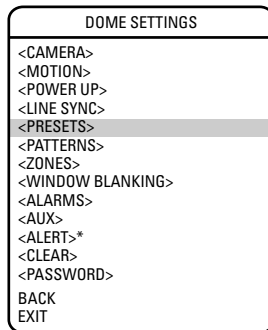 DOME SETTINGS
<CAMERA>
<MOTION>
<POWER UP>
<LINE SYNC>
<PRESETS>
<PATTERNS>
<ZONES>
<WINDOW BLANKING>
<ALARMS>
<AUX>
<ALERT>*
<CLEAR>
<PASSWORD>
BACK
EXIT